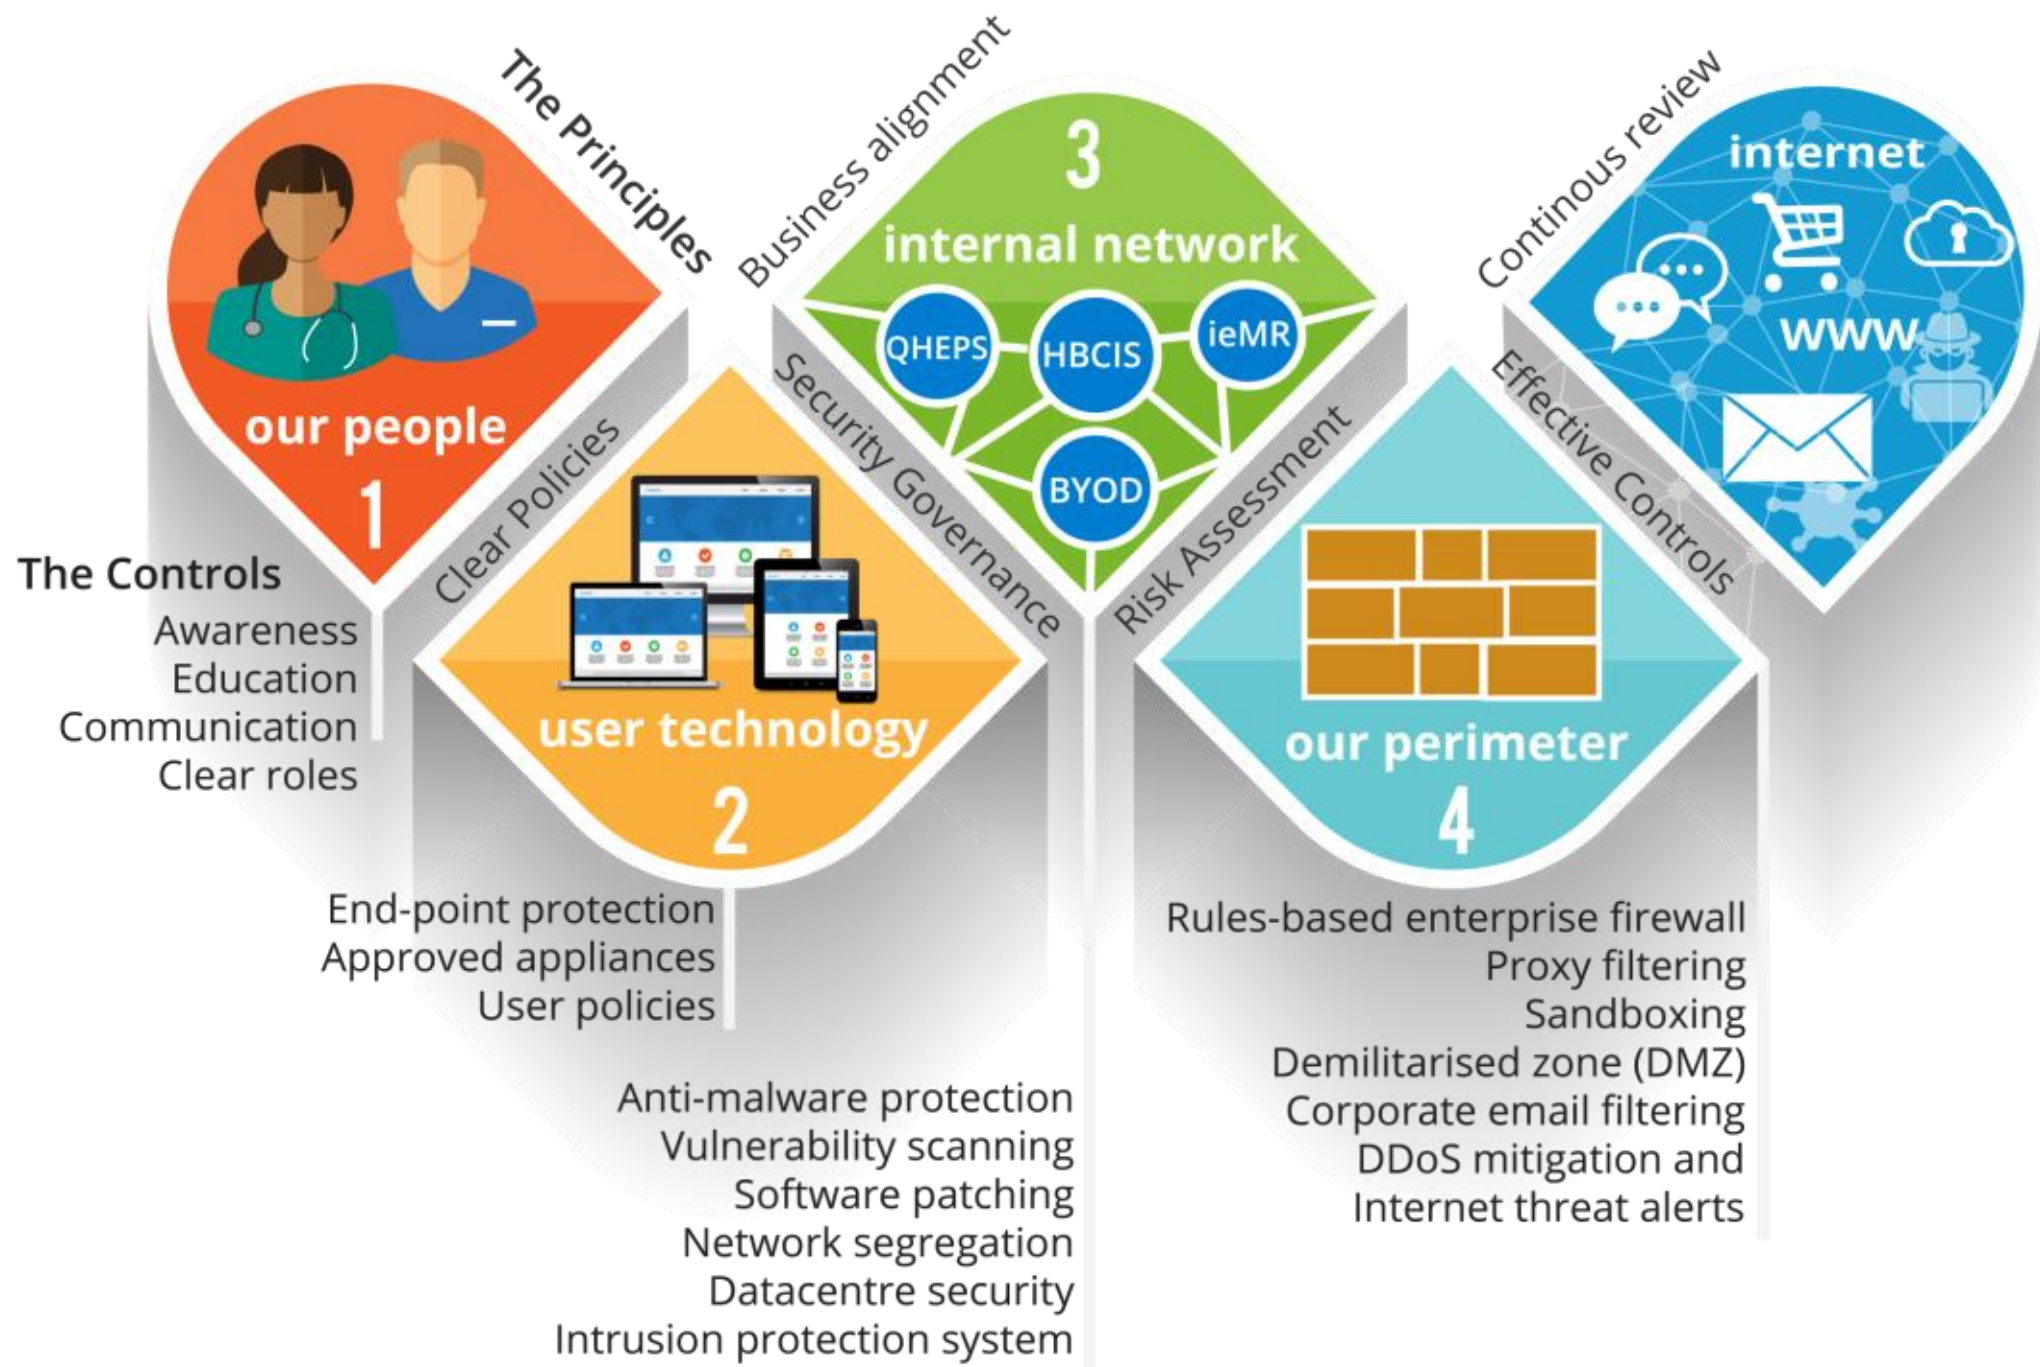 The Principles
Business alignment
Continous review
our people
1
Clear Policies
Security Governance
3
internal network
QHEPS
HBCIS
ieMR
BYOD
Risk Assessment
Effective Controls
internet
www
The Controls
Awareness
Education
Communication
Clear roles
user technology
2
End-point protection
Approved appliances
User policies
Anti-malware protection
Vulnerability scanning
Software patching
Network segregation
Datacentre security
Intrusion protection system
our perimeter
4
Rules-based enterprise firewall
Proxy filtering
Sandboxing
Demilitarised zone (DMZ)
Corporate email filtering
DDoS mitigation and
Internet threat alerts